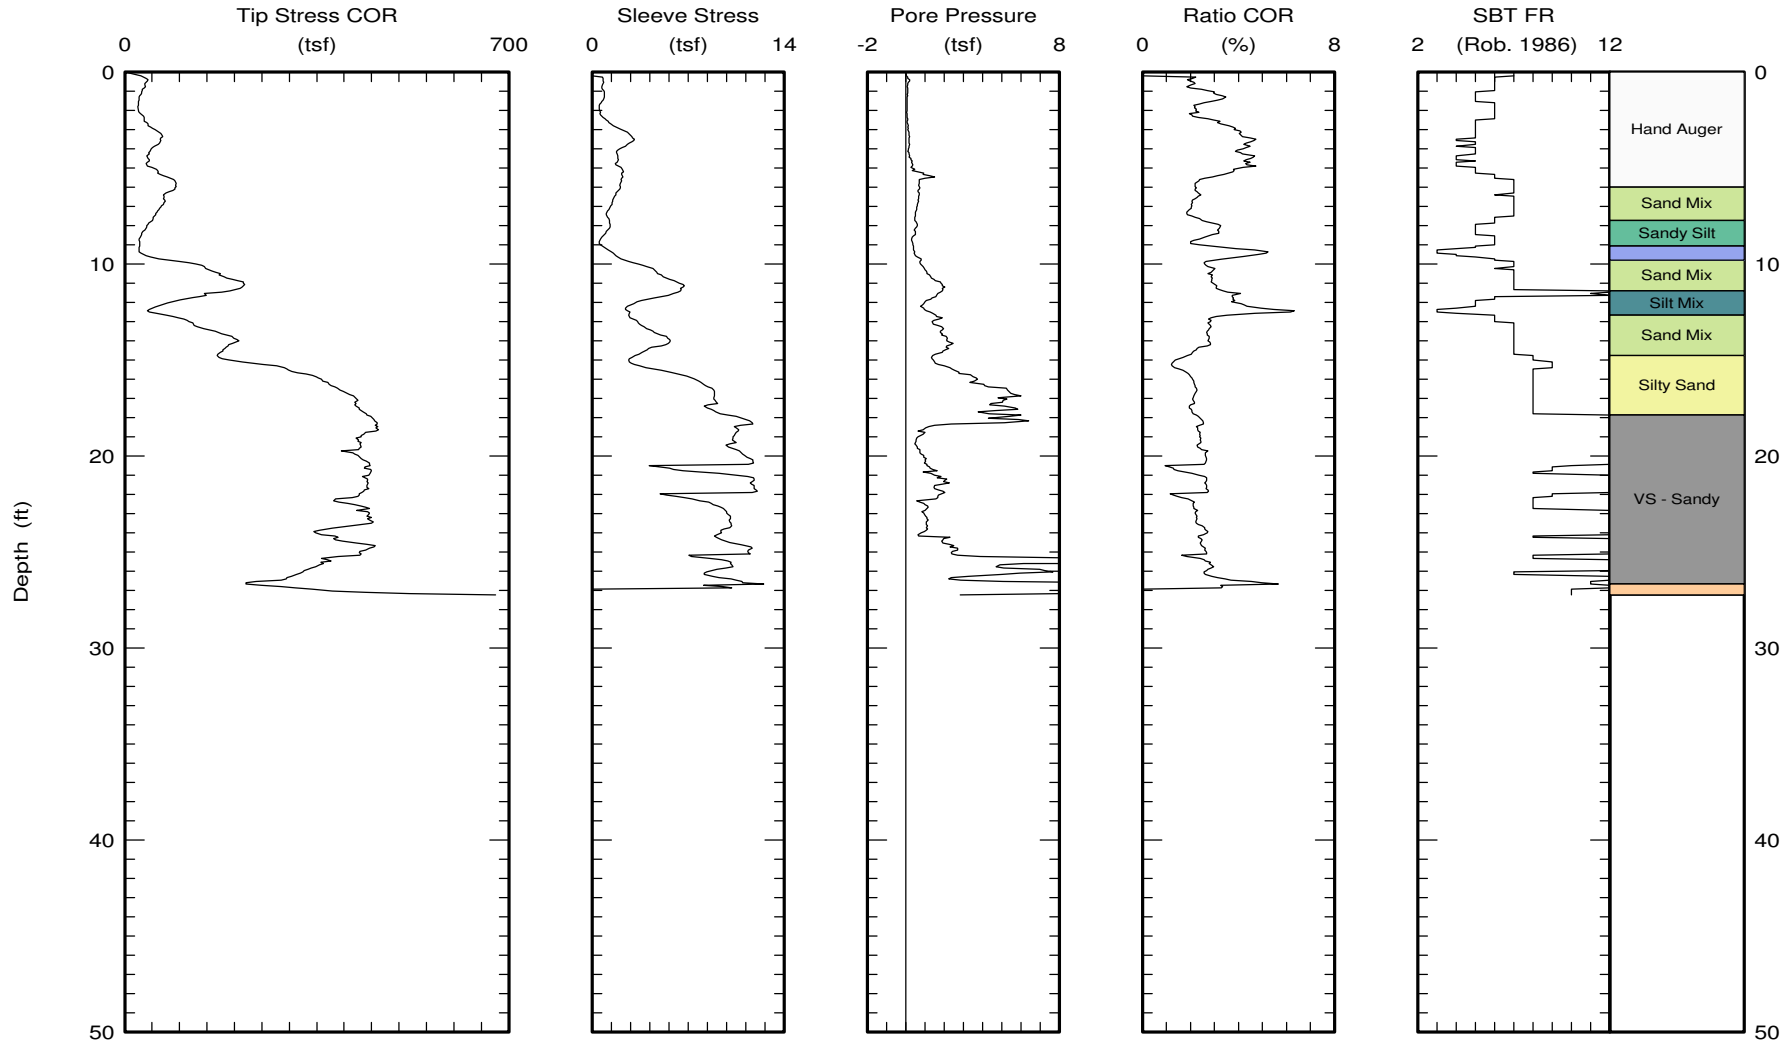 Tip Stress COR Sleeve Stress Pore Pressure Ratio COR SBT FR
0 (tsf) 700 0 (tsf) 14 -2 (tsf) 8 0 (%) 8 2 (Rob. 1986) 12
0 0
Hand Auger
Sand Mix
Sandy Silt
10 Sand Mix 10
Silt Mix
Sand Mix
Silty Sand
20 20
VS - Sandy
Depth (ft)
30 30
40 40
50 50